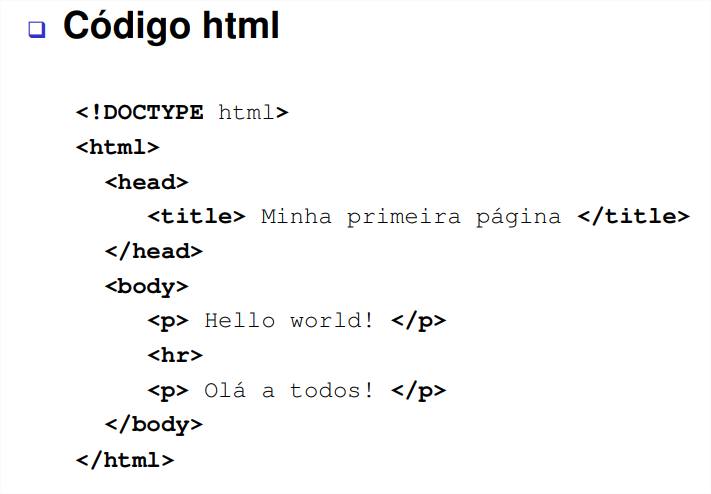 Código html
<!DOCTYPE html>
<html>
<head>
<title> Minha primeira página </title>
</head>
<body>
<p> Hello world! </p>
<hr>
<p> Olá a todos! </p>
</body>
</html>